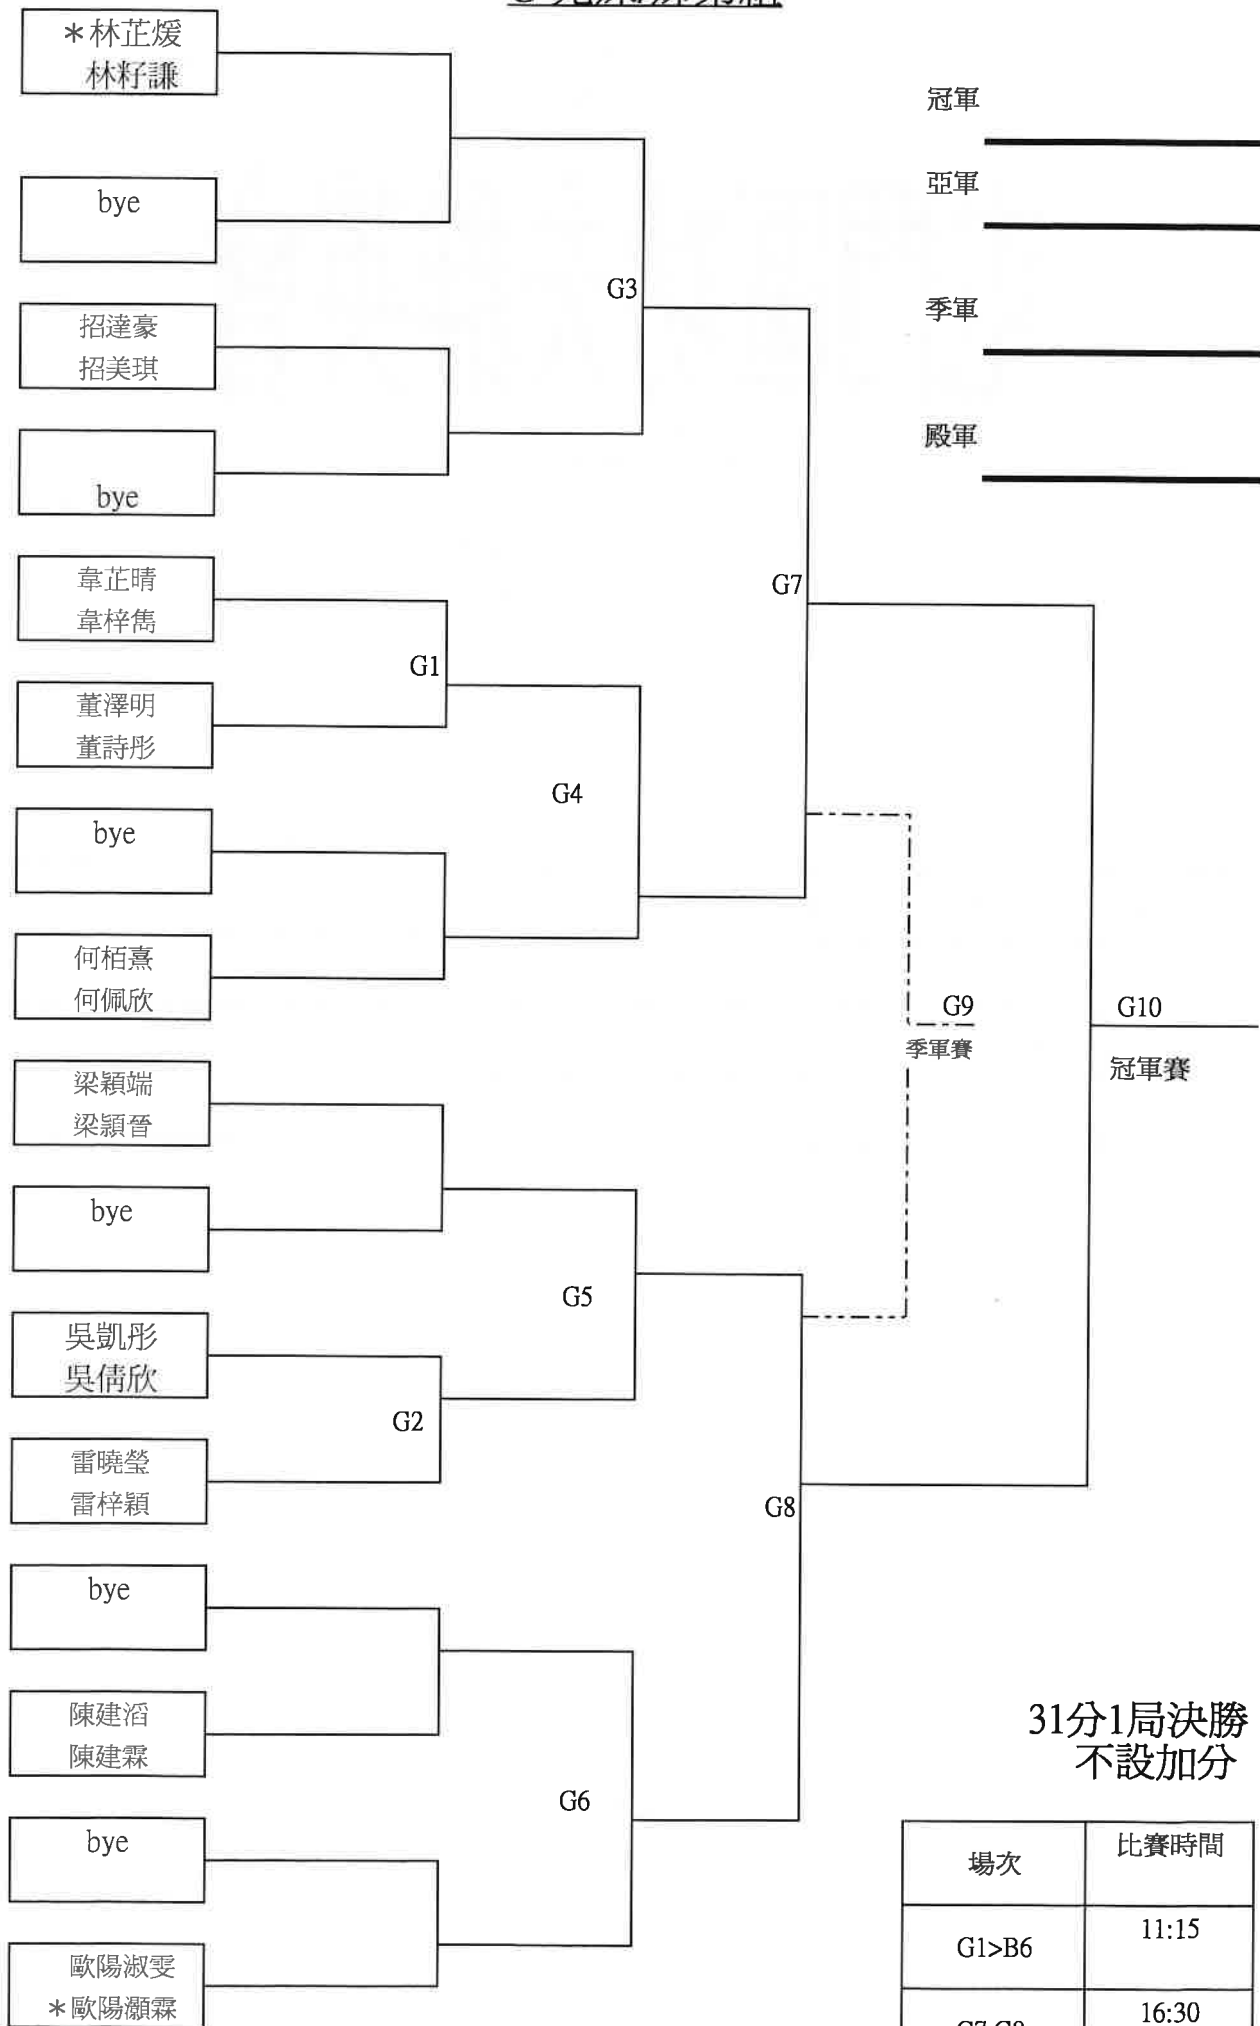 *林芷煖
林籽謙
bye
招達豪
招美琪
bye
韋芷晴
韋梓雋
董澤明
董詩彤
bye
何栢熹
何佩欣
梁穎端
梁穎晉
bye
吳凱彤
吳倩欣
雷曉瑩
雷梓穎
bye
陳建滔
陳建霖
bye
歐陽淑雯
*歐陽灝霖
G3
G1
G4
G5
G2
G6
G7
G8
G9
季軍賽
G10
冠軍賽
冠軍
亞軍
季軍
殿軍
31分1局決勝
不設加分
場次 比賽時間
G1>B6 11:15
16:30